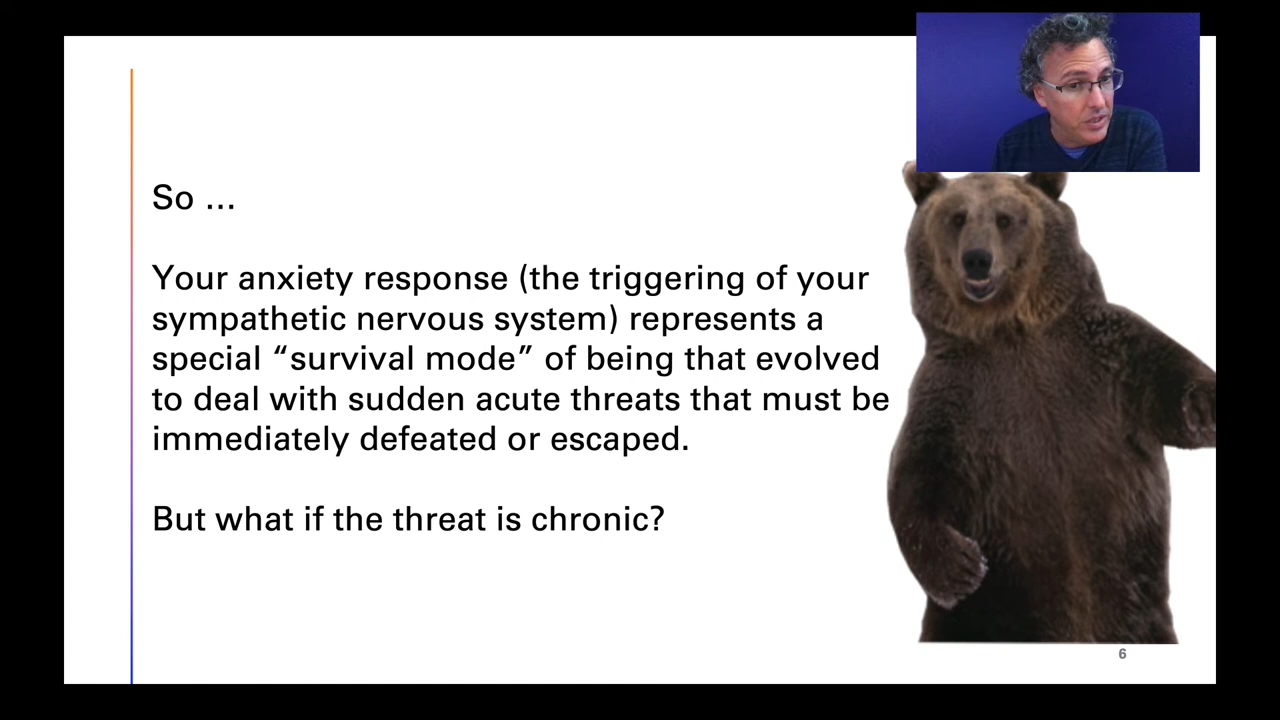 So ...
Your anxiety response (the triggering of your
sympathetic nervous system) represents a
special “survival mode” of being that evolved
to deal with sudden acute threats that must be
immediately defeated or escaped.
But what if the threat is chronic?
6